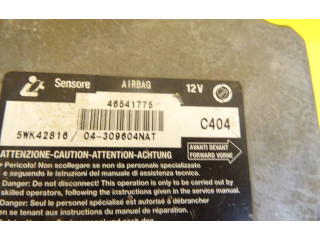 Sensore AIRBAG 12V
46541775
C404
5WK42816 04-309604NAT
AVANTI DEVANT
FORWARD VORNE
ATTENZIONE-CAUTION-ATTENTION-ACHTUNG
• Pericolo! Non scollegare se non da personale specializzato
e seguendo le istruzioni del manuale di assistenza tecnica.
Danger: Do not disconnect! This operation is only to be carried out by
skilled operators, following the instructions given in the service manual.
Danger: Seul du personnel spécialisé est autorisé à débrancher
en se tenant aux instructions du manuel de réparation.